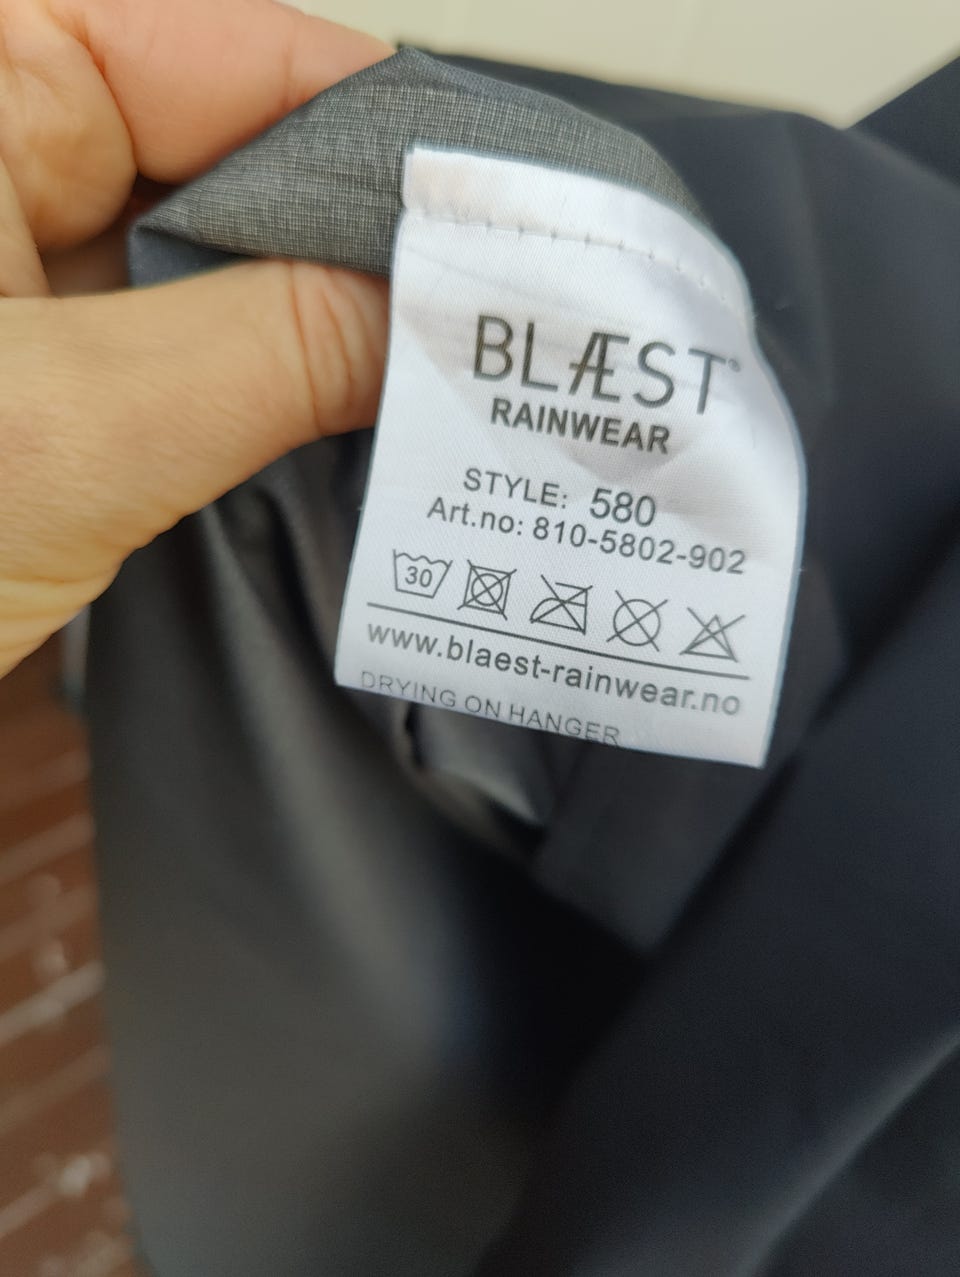 BLÆST®
RAINWEAR
STYLE: 580
Art.no: 810-5802-902
30
www.blaest-rainwear.no
DRYING ON HANGER